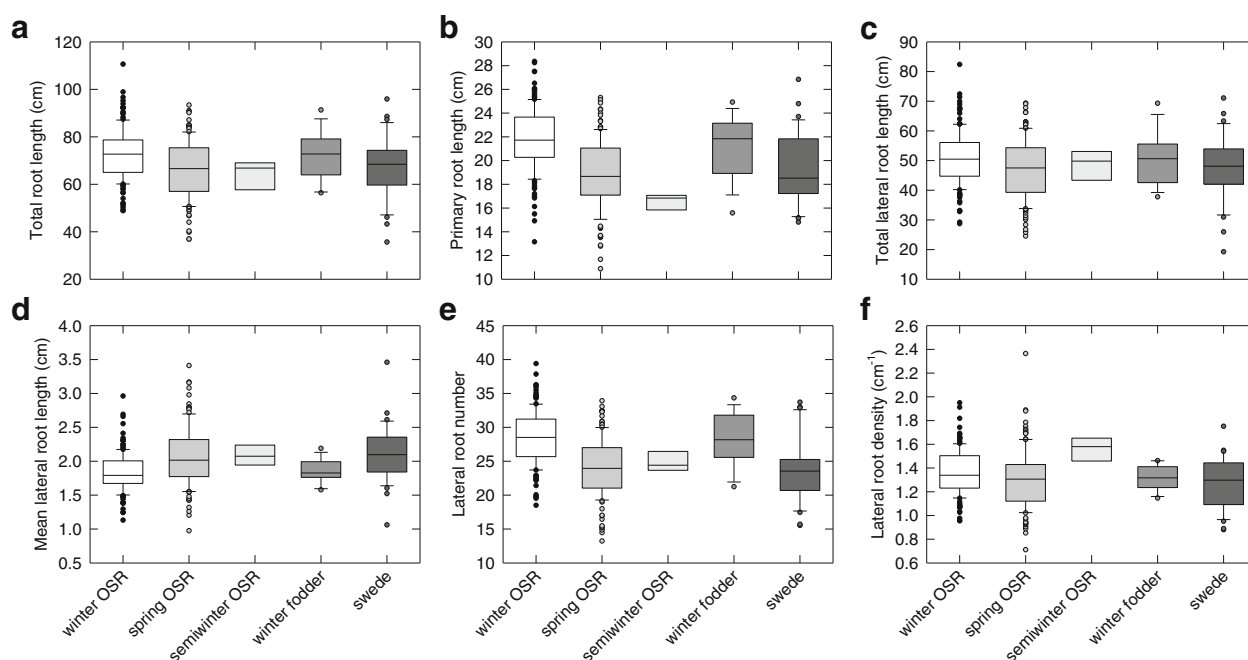 a
120
100
80
60
40
20
Total root length (cm)
b
30
28
26
24
22
20
18
16
14
12
10
Primary root length (cm)
c
90
80
70
60
50
40
30
20
10
Total lateral root length (cm)
d
4.0
3.5
3.0
2.5
2.0
1.5
1.0
0.5
Mean lateral root length (cm)
winter OSR
spring OSR
semiwinter OSR
winter fodder
swede
e
45
40
35
30
25
20
15
10
Lateral root number
winter OSR
spring OSR
semiwinter OSR
winter fodder
swede
f
2.6
2.4
2.2
2.0
1.8
1.6
1.4
1.2
1.0
0.8
0.6
Lateral root density (cm⁻¹)
winter OSR
spring OSR
semiwinter OSR
winter fodder
swede